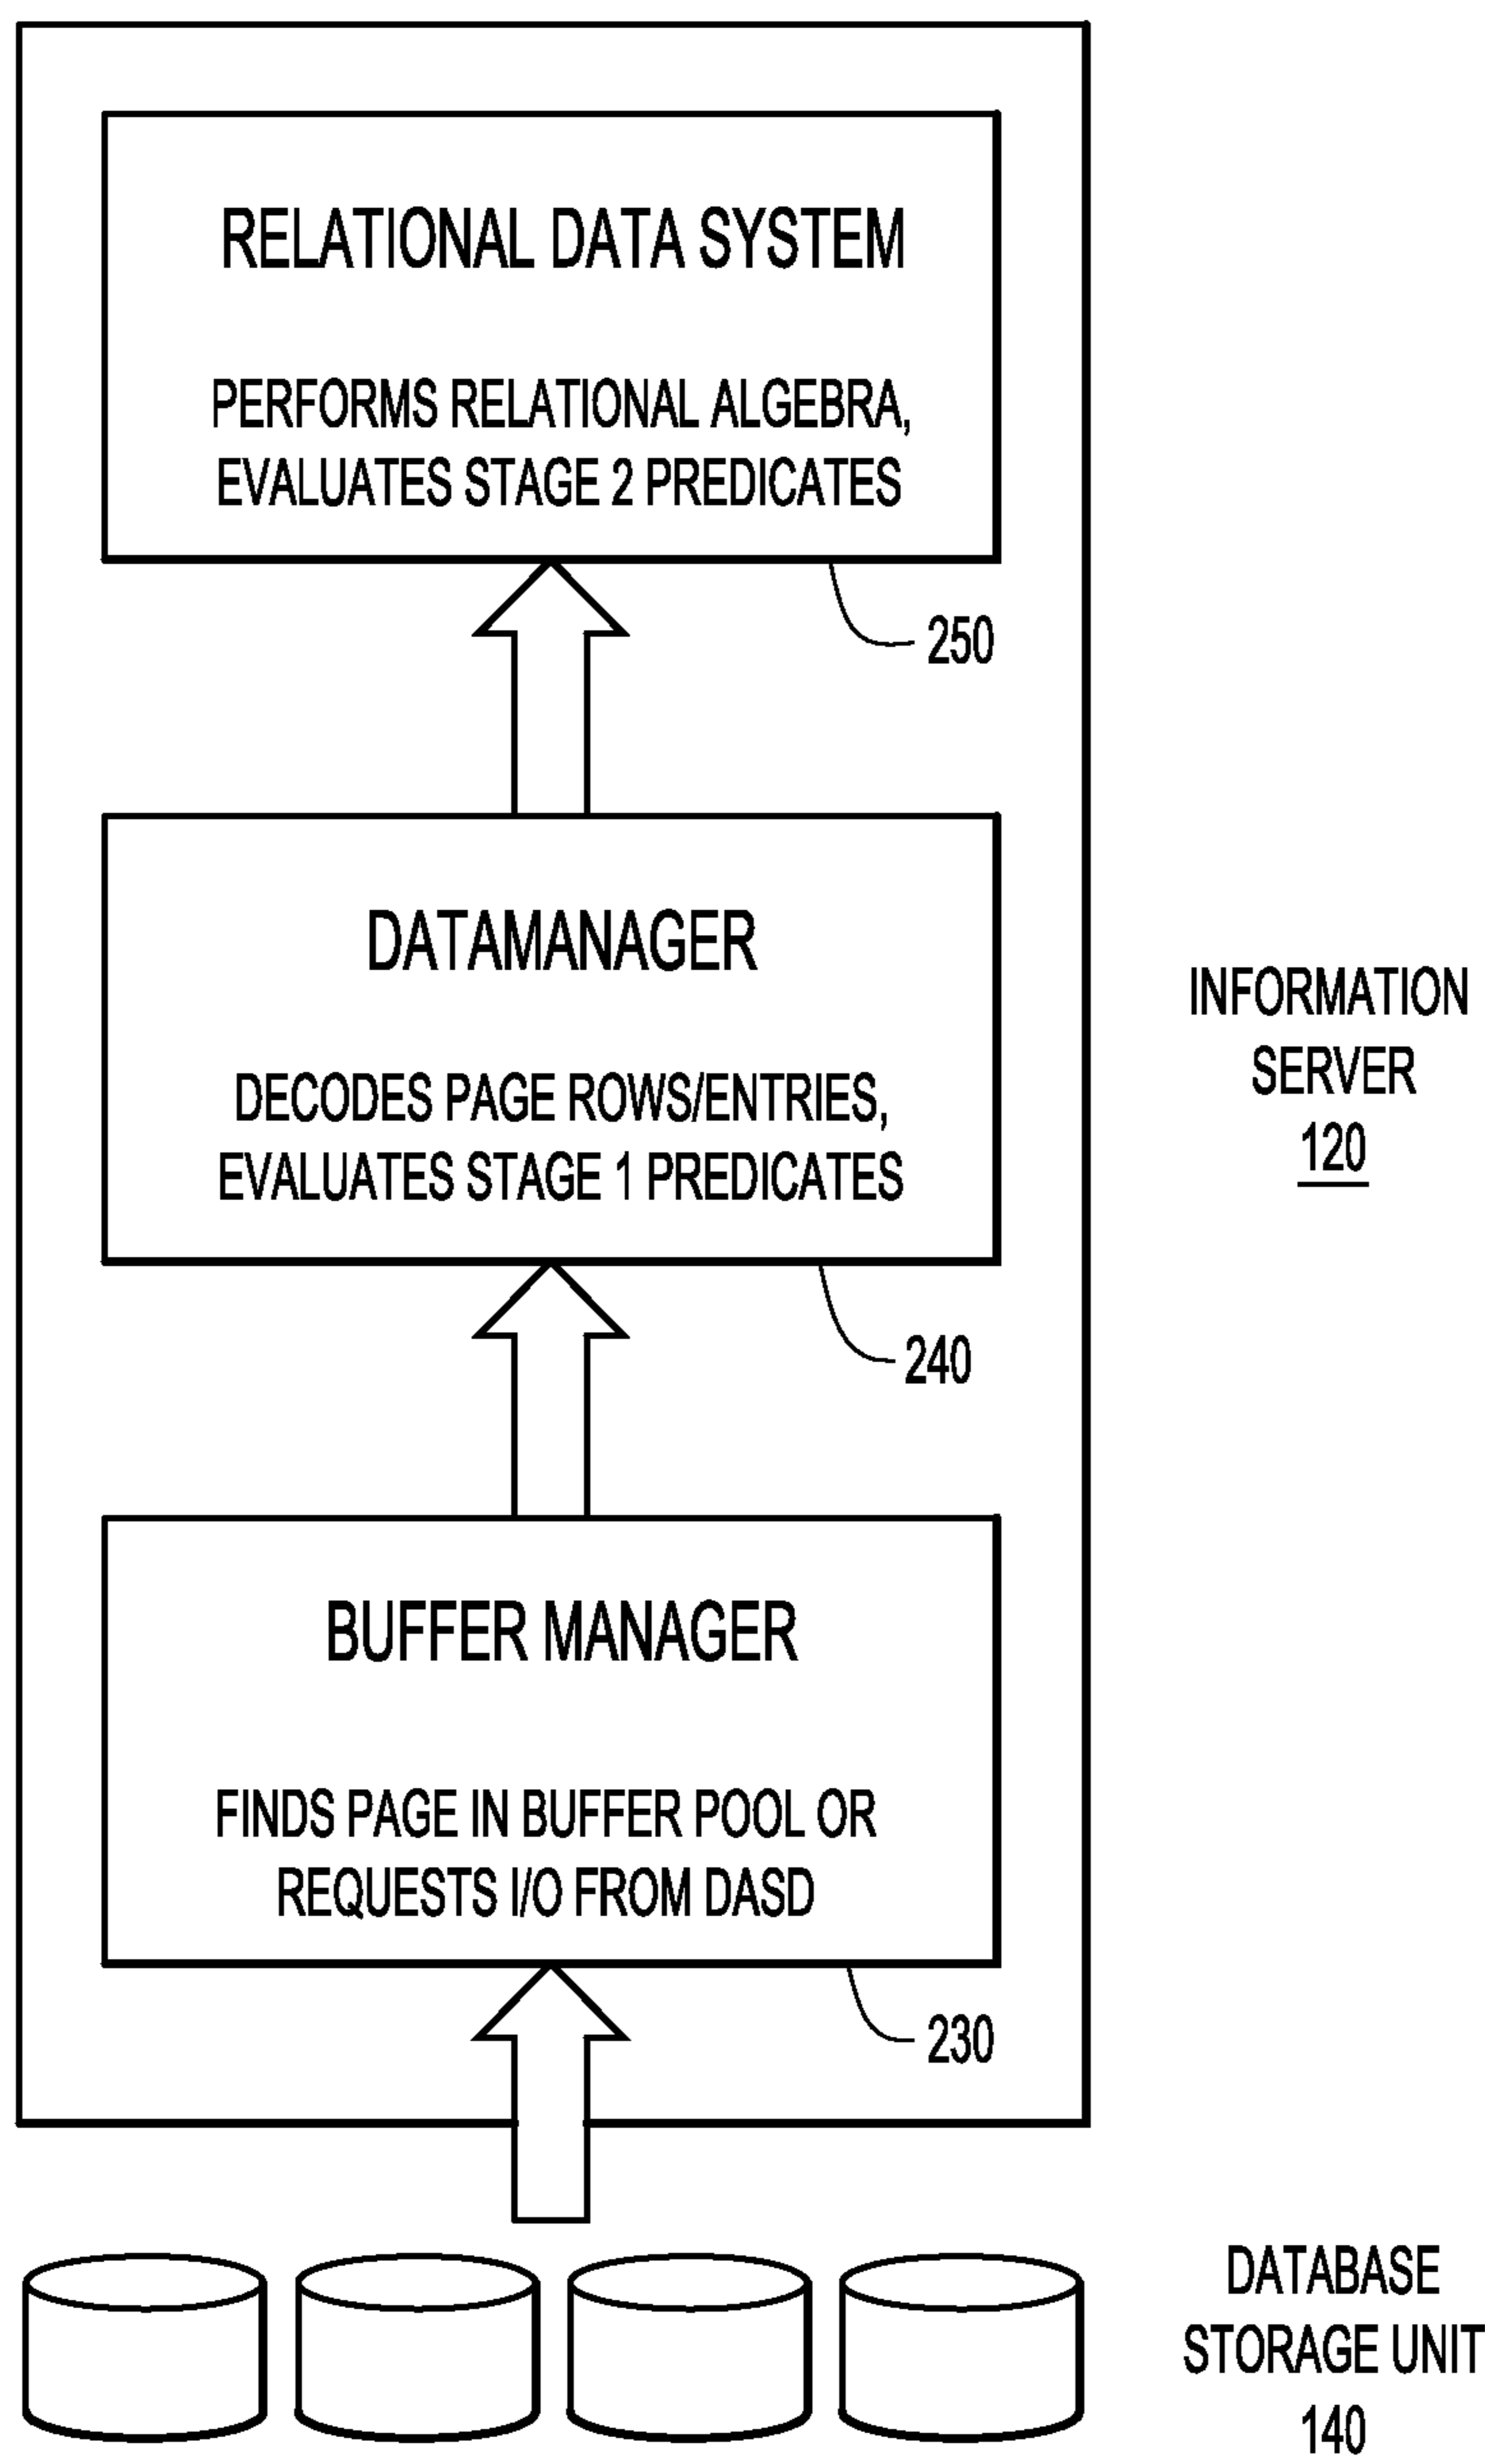 RELATIONAL DATA SYSTEM
PERFORMS RELATIONAL ALGEBRA,
EVALUATES STAGE 2 PREDICATES
250
DATAMANAGER
DECODES PAGE ROWS/ENTRIES,
EVALUATES STAGE 1 PREDICATES
240
INFORMATION
SERVER
120
BUFFER MANAGER
FINDS PAGE IN BUFFER POOL OR
REQUESTS I/O FROM DASD
230
DATABASE
STORAGE UNIT
140